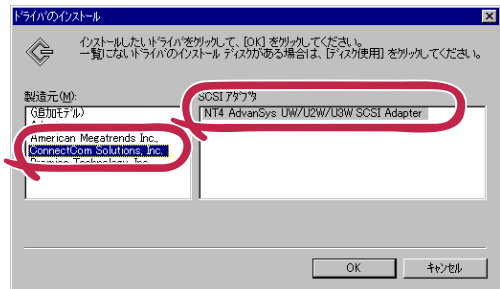 ドライバのインストール
インストールしたいドライバをクリックして、[OK] をクリックしてください。
一覧にないドライバのインストール ディスクがある場合は、[ディスク使用] をクリックしてください。
製造元(M):
SCSI アダプタ
(追加モデル)
NT4 AdvanSys UW/U2W/U3W SCSI Adapter
American Megatrends Inc.,
ConnectCom Solutions, Inc.
Promise Technology, Inc.
OK
キャンセル